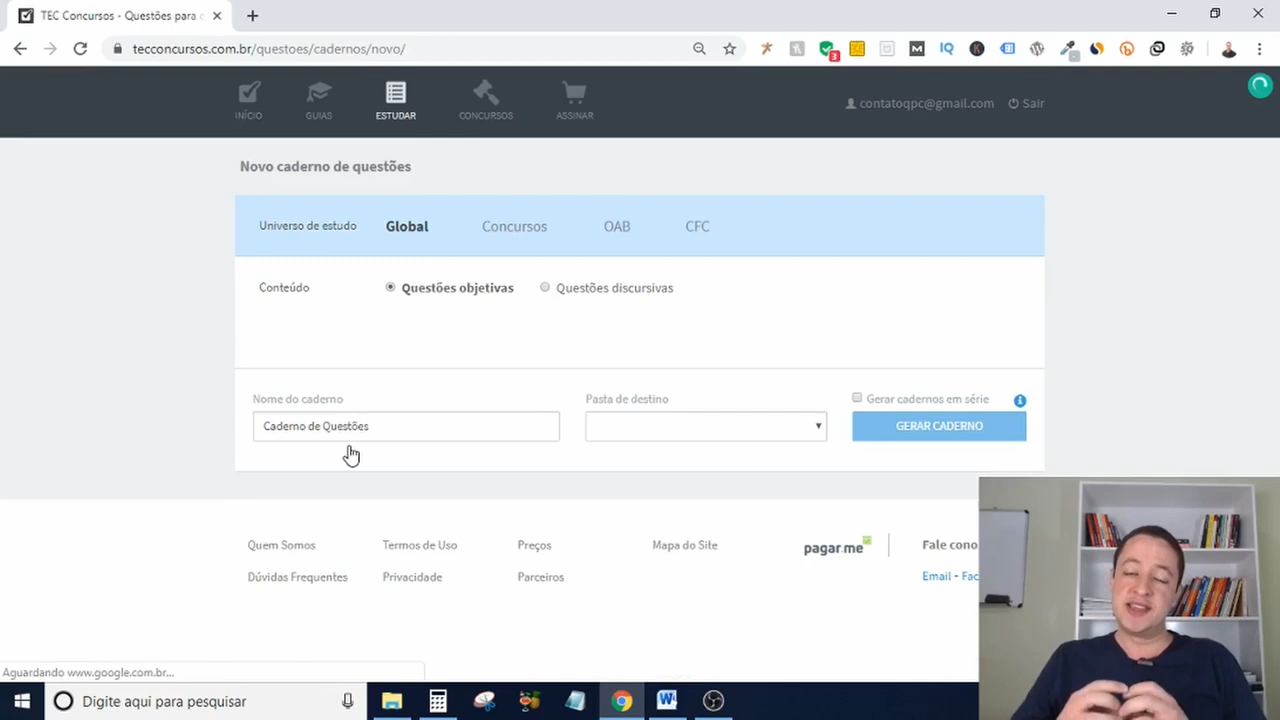 TEC Concursos - Questões para c
tecconcursos.com.br/questoes/cadernos/novo/
3
M
IQ
K
INÍCIO
GUIAS
ESTUDAR
CONCURSOS
ASSINAR
contatoqpc@gmail.com
Sair
Novo caderno de questões
Universo de estudo Global Concursos OAB CFC
Conteúdo Questões objetivas Questões discursivas
Nome do caderno
Pasta de destino
Gerar cadernos em série
Caderno de Questões
GERAR CADERNO
Quem Somos
Termos de Uso
Preços
Mapa do Site
pagar.me
Fale cono
Dúvidas Frequentes
Privacidade
Parceiros
Email - Fac
Aguardando www.google.com.br...
Digite aqui para pesquisar